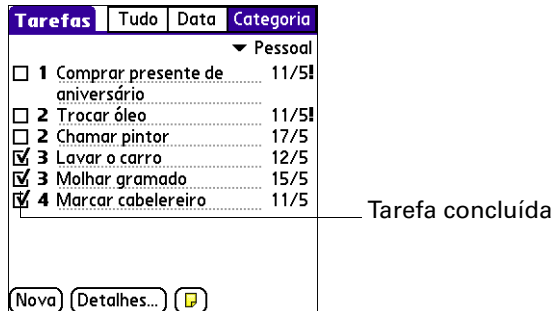 Tarefas Tudo Data Categoria
Pessoal
1 Comprar presente de 11/5!
aniversário
2 Trocar óleo 11/5!
2 Chamar pintor 17/5
3 Lavar o carro 12/5
3 Molhar gramado 15/5
4 Marcar cabelereiro 11/5
Tarefa concluída
Nova Detalhes...